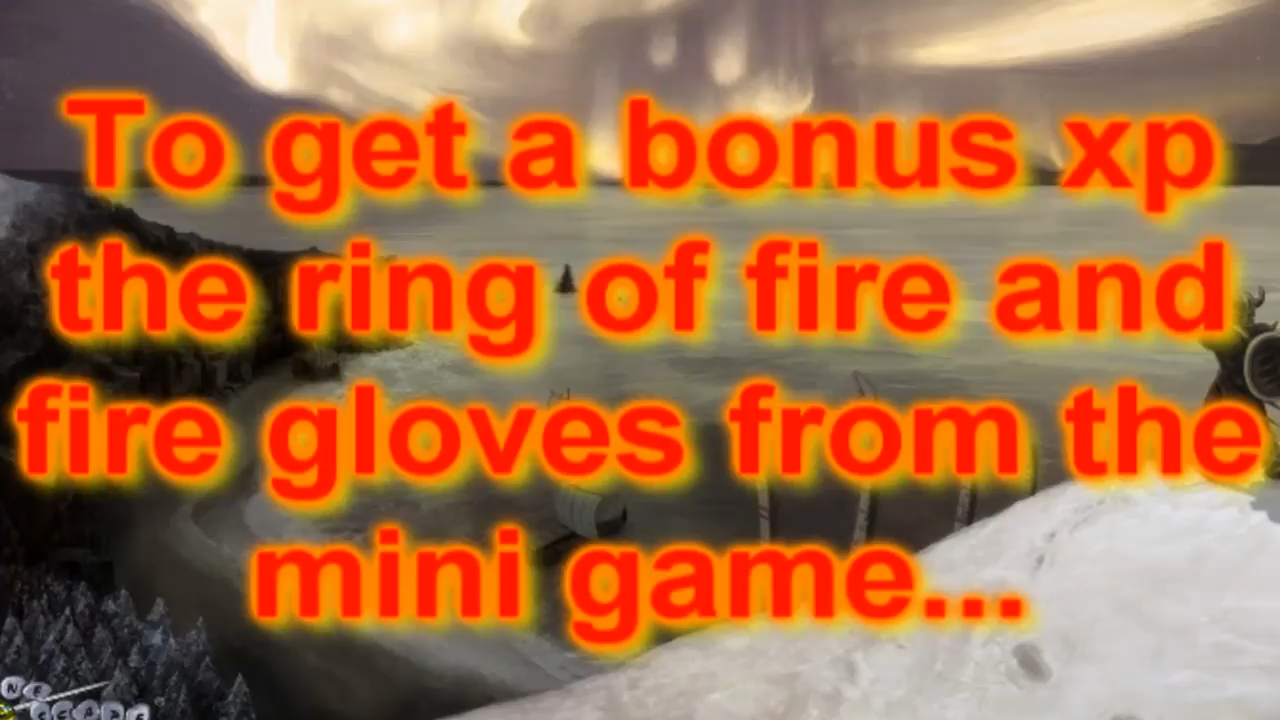 To get a bonus xp
the ring of fire and
fire gloves from the
mini game...